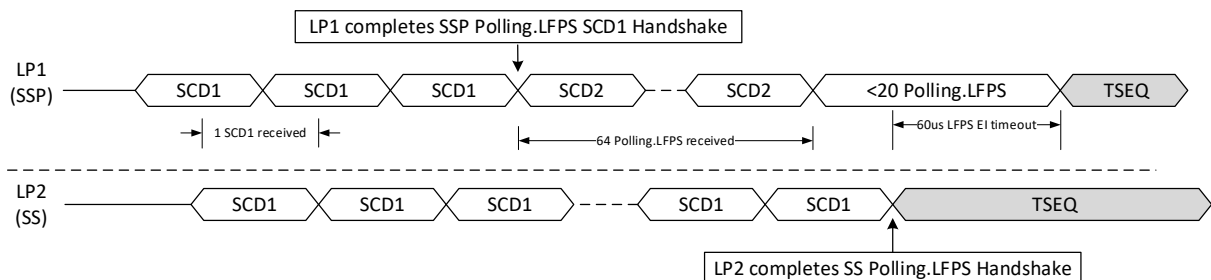 LP1 completes SSP Polling.LFPS SCD1 Handshake
LP1
(SSP)
SCD1 SCD1 SCD1 SCD2 SCD2 <20 Polling.LFPS TSEQ
1 SCD1 received 64 Polling.LFPS received 60us LFPS EI timeout
LP2
(SS)
SCD1 SCD1 SCD1 SCD1 SCD1 TSEQ
LP2 completes SS Polling.LFPS Handshake